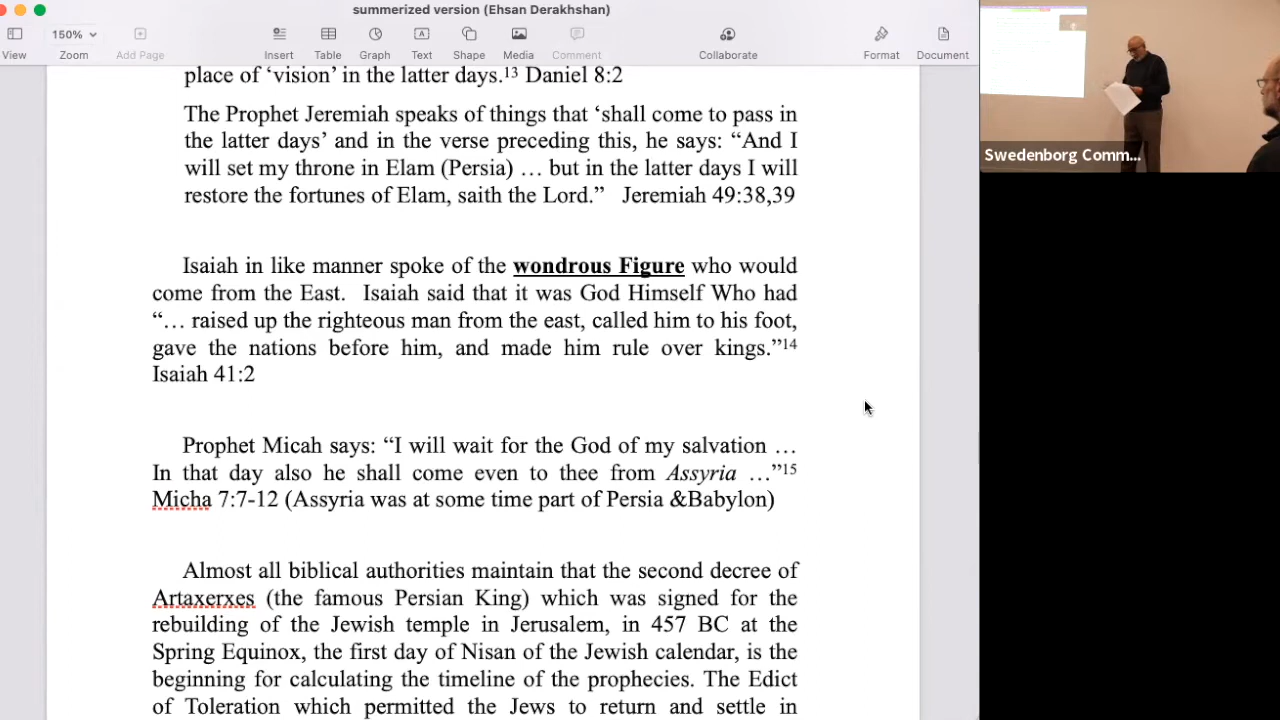 summerized version (Ehsan Derakhshan)
150%
View
Zoom
Add Page
Insert
Table
Graph
Text
Shape
Media
Comment
Collaborate
Format
Document
place of ‘vision’ in the latter days.¹³ Daniel 8:2
The Prophet Jeremiah speaks of things that ‘shall come to pass in
the latter days’ and in the verse preceding this, he says: “And I
will set my throne in Elam (Persia) … but in the latter days I will
restore the fortunes of Elam, saith the Lord.” Jeremiah 49:38,39
Isaiah in like manner spoke of the wondrous Figure who would
come from the East. Isaiah said that it was God Himself Who had
“… raised up the righteous man from the east, called him to his foot,
gave the nations before him, and made him rule over kings.”¹⁴
Isaiah 41:2
Prophet Micah says: “I will wait for the God of my salvation …
In that day also he shall come even to thee from Assyria …”¹⁵
Micha 7:7-12 (Assyria was at some time part of Persia &Babylon)
Almost all biblical authorities maintain that the second decree of
Artaxerxes (the famous Persian King) which was signed for the
rebuilding of the Jewish temple in Jerusalem, in 457 BC at the
Spring Equinox, the first day of Nisan of the Jewish calendar, is the
beginning for calculating the timeline of the prophecies. The Edict
of Toleration which permitted the Jews to return and settle in
Swedenborg Comm...